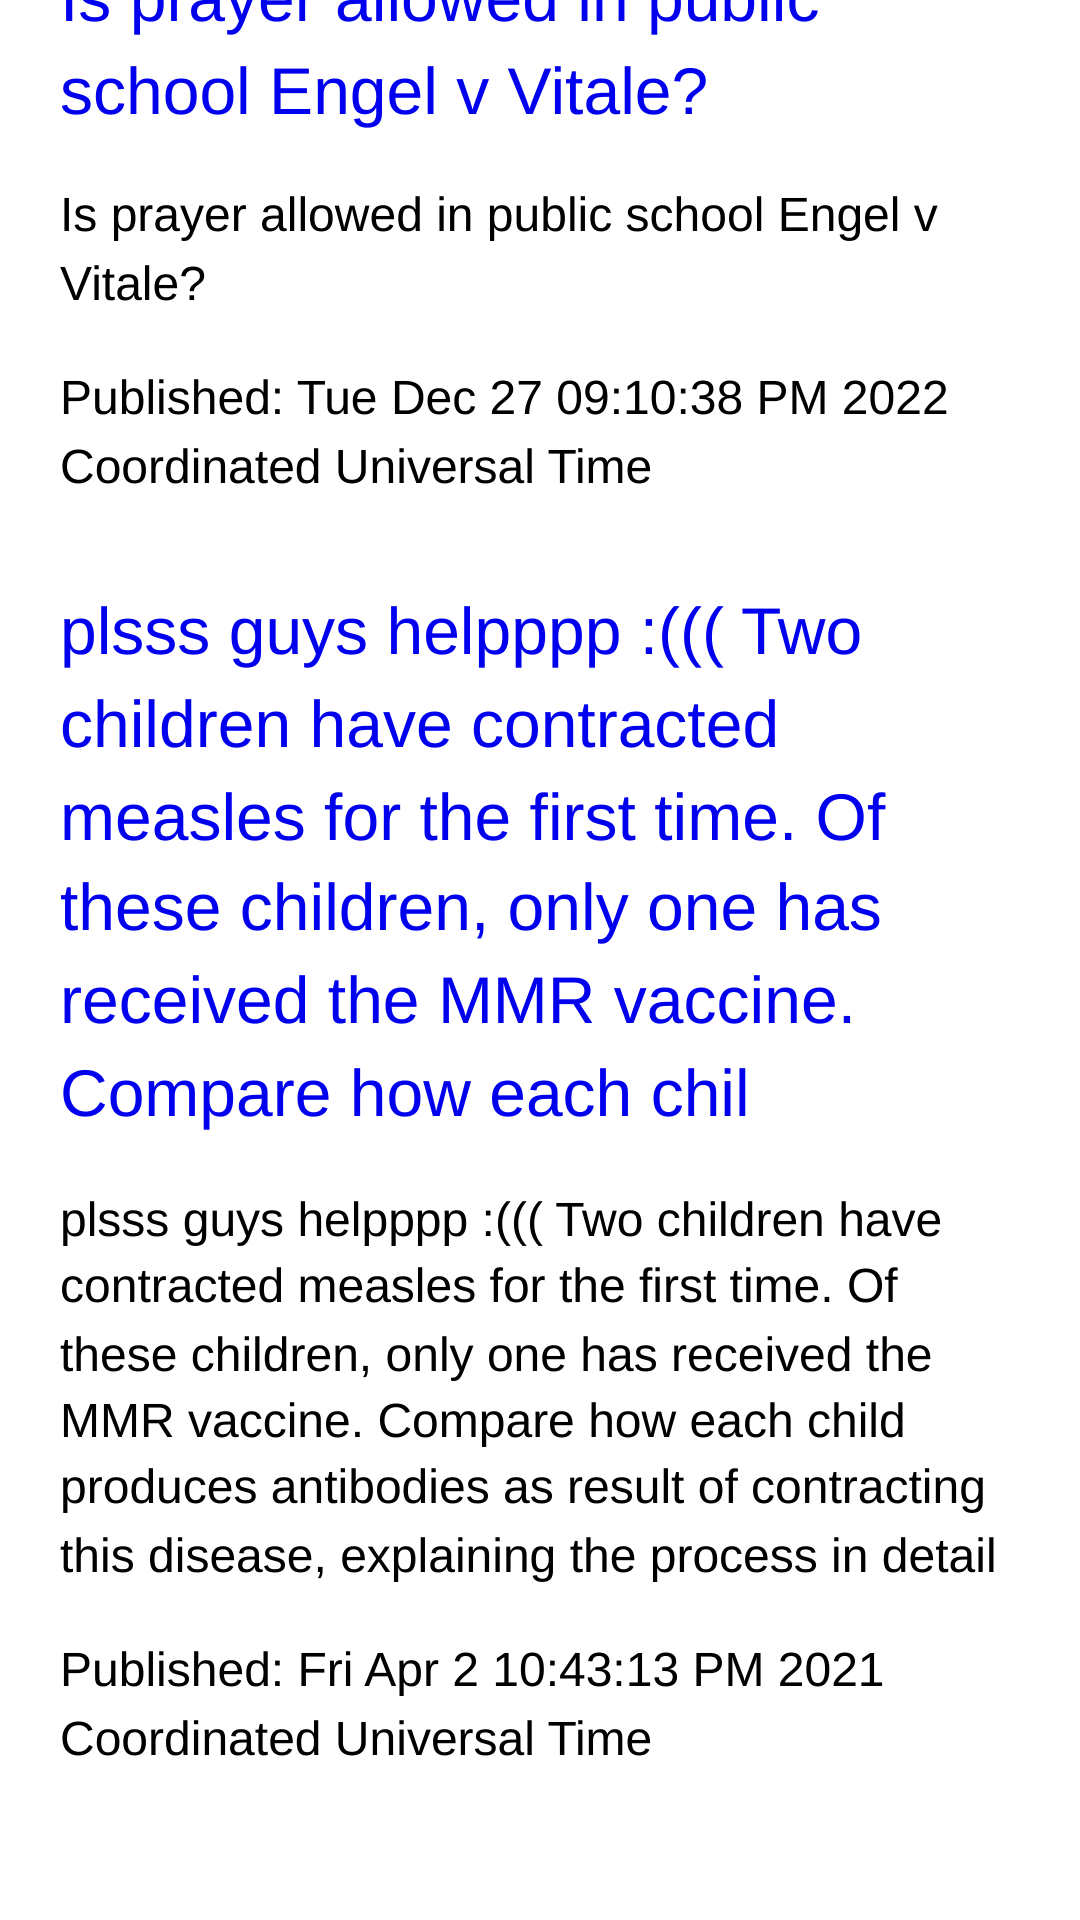 Is prayer allowed in public
school Engel v Vitale?
Is prayer allowed in public school Engel v
Vitale?
Published: Tue Dec 27 09:10:38 PM 2022
Coordinated Universal Time
plsss guys helpppp :((( Two
children have contracted
measles for the first time. Of
these children, only one has
received the MMR vaccine.
Compare how each chil
plsss guys helpppp :((( Two children have
contracted measles for the first time. Of
these children, only one has received the
MMR vaccine. Compare how each child
produces antibodies as result of contracting
this disease, explaining the process in detail
Published: Fri Apr 2 10:43:13 PM 2021
Coordinated Universal Time